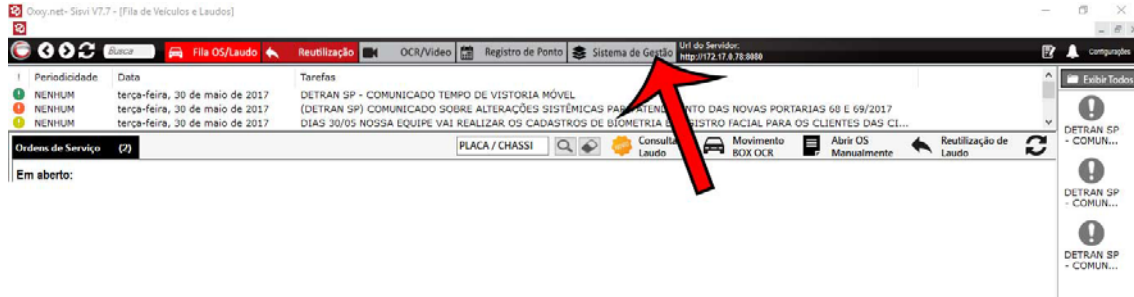 Oxxy.net- Sisvi V7.7 - [Fila de Veículos e Laudos]
Busca Fila OS/Laudo Reutilização OCR/Video Registro de Ponto Sistema de Gestão Url do Servidor: Configurações
http://172.17.0.78:8080
! Periodicidade Data Tarefas Exibir Todos
NENHUM terça-feira, 30 de maio de 2017 DETRAN SP - COMUNICADO TEMPO DE VISTORIA MÓVEL
NENHUM terça-feira, 30 de maio de 2017 (DETRAN SP) COMUNICADO SOBRE ALTERAÇÕES SISTÊMICAS PARA DAS NOVAS PORTARIAS 68 E 69/2017
NENHUM terça-feira, 30 de maio de 2017 DIAS 30/05 NOSSA EQUIPE VAI REALIZAR OS CADASTROS DE BIOMETRIA FACIAL PARA OS CLIENTES DAS CI...
Ordens de Serviço (2) PLACA / CHASSI Consulta Laudo Movimento BOX OCR Abrir OS Manualmente Reutilização de Laudo
Em aberto:
DETRAN SP
- COMUN...
DETRAN SP
- COMUN...
DETRAN SP
- COMUN...